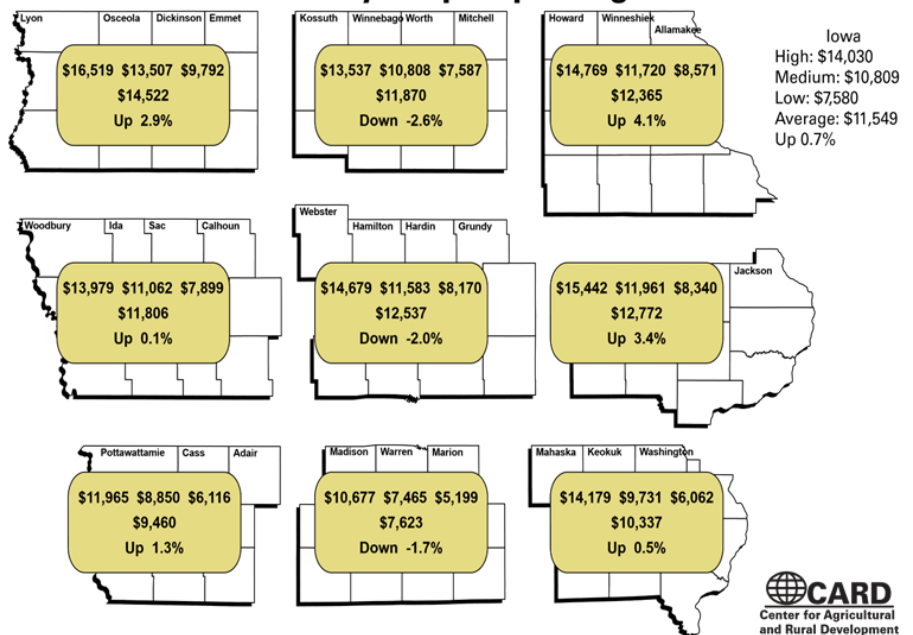 Lyon Osceola Dickinson Emmet
$16,519 $13,507 $9,792
$14,522
Up 2.9%
Kossuth Winnebago Worth Mitchell
$13,537 $10,808 $7,587
$11,870
Down -2.6%
Howard Winneshiek
Allamakee
$14,769 $11,720 $8,571
$12,365
Up 4.1%
Iowa
High: $14,030
Medium: $10,809
Low: $7,580
Average: $11,549
Up 0.7%
Woodbury Ida Sac Calhoun
$13,979 $11,062 $7,899
$11,806
Up 0.1%
Webster
Hamilton Hardin Grundy
$14,679 $11,583 $8,170
$12,537
Down -2.0%
Jackson
$15,442 $11,961 $8,340
$12,772
Up 3.4%
Pottawattamie Cass Adair
$11,965 $8,850 $6,116
$9,460
Up 1.3%
Madison Warren Marion
$10,677 $7,465 $5,199
$7,623
Down -1.7%
Mahaska Keokuk Washington
$14,179 $9,731 $6,062
$10,337
Up 0.5%
CARD
Center for Agricultural
and Rural Development